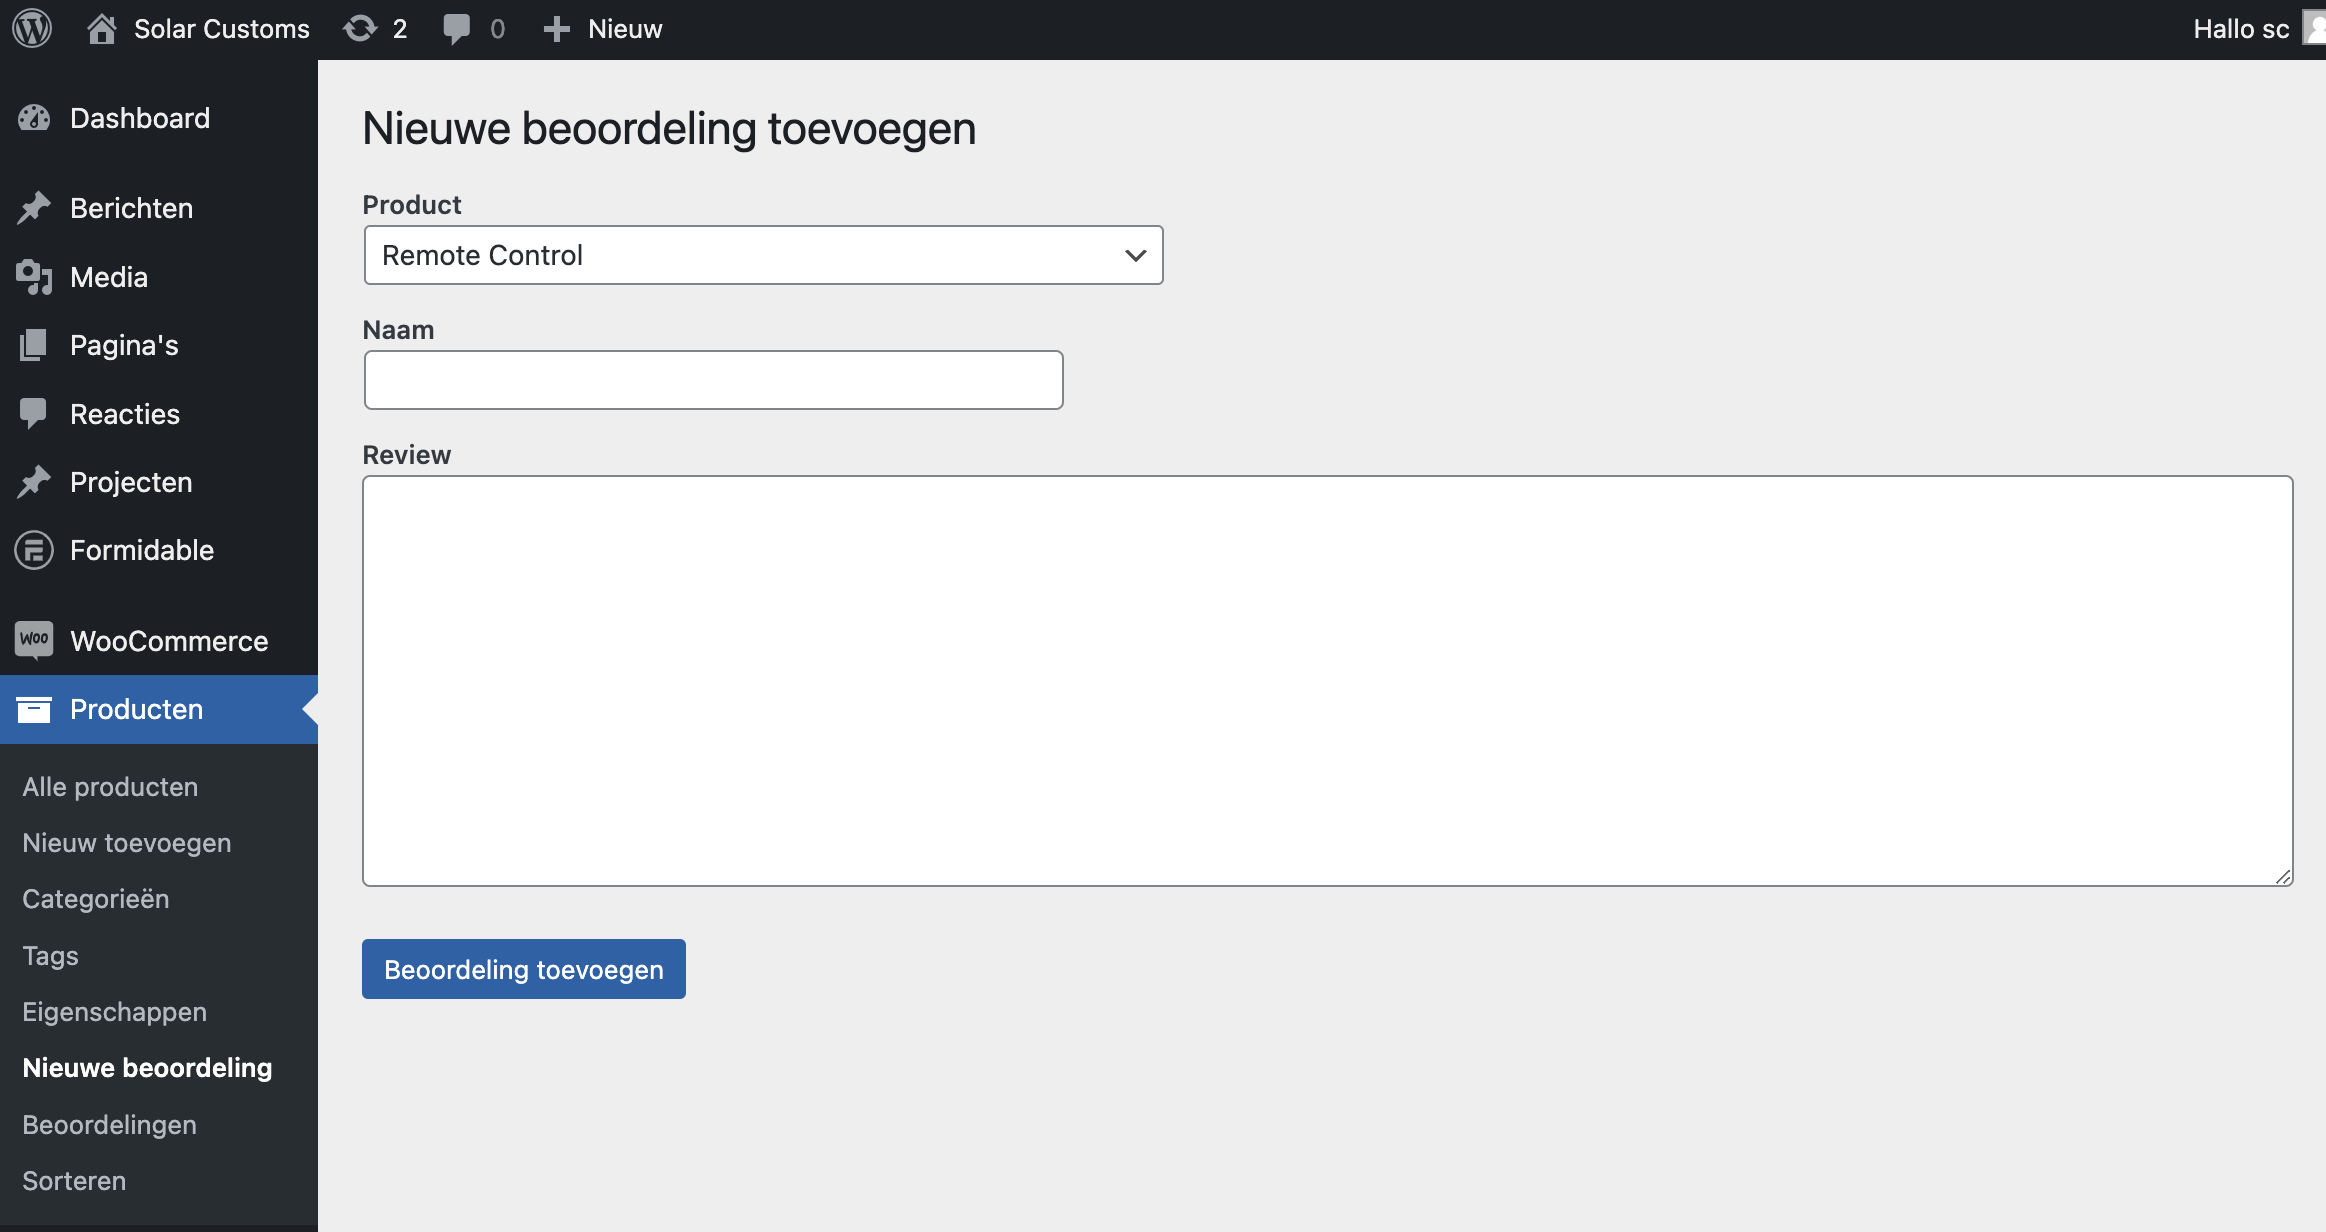 Solar Customs 2 0 Nieuw Hallo sc
Dashboard
Berichten
Media
Pagina's
Reacties
Projecten
Formidable
Woo WooCommerce
Producten
Alle producten
Nieuw toevoegen
Categorieën
Tags
Eigenschappen
Nieuwe beoordeling
Beoordelingen
Sorteren
Nieuwe beoordeling toevoegen
Product
Remote Control
Naam
Review
Beoordeling toevoegen